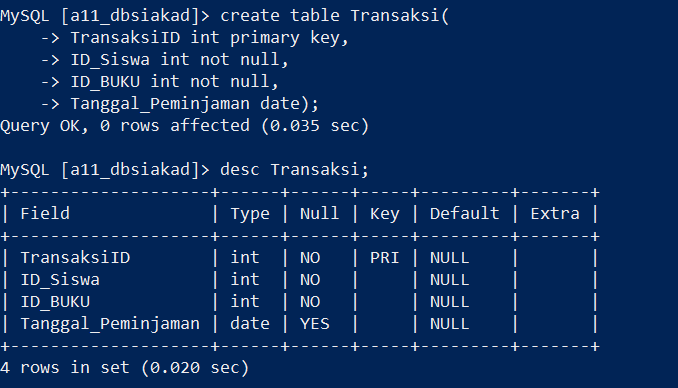 MySQL [a11_dbsiakad]> create table Transaksi(
    -> TransaksiID int primary key,
    -> ID_Siswa int not null,
    -> ID_BUKU int not null,
    -> Tanggal_Peminjaman date);
Query OK, 0 rows affected (0.035 sec)

MySQL [a11_dbsiakad]> desc Transaksi;
+--------------------+------+------+-----+---------+-------+
| Field              | Type | Null | Key | Default | Extra |
+--------------------+------+------+-----+---------+-------+
| TransaksiID        | int  | NO   | PRI | NULL    |       |
| ID_Siswa           | int  | NO   |     | NULL    |       |
| ID_BUKU            | int  | NO   |     | NULL    |       |
| Tanggal_Peminjaman | date | YES  |     | NULL    |       |
+--------------------+------+------+-----+---------+-------+
4 rows in set (0.020 sec)